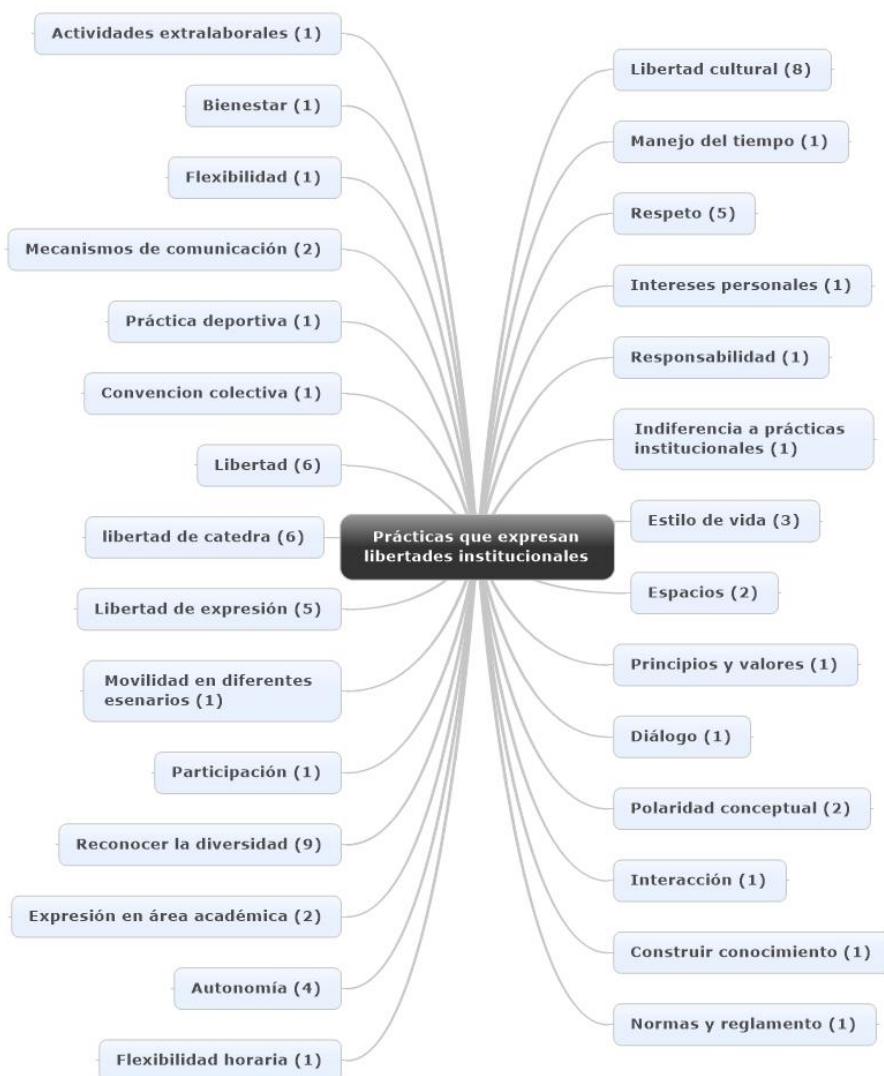 Actividades extralaborales (1)
Bienestar (1)
Flexibilidad (1)
Mecanismos de comunicación (2)
Práctica deportiva (1)
Convencion colectiva (1)
Libertad (6)
libertad de catedra (6)
Libertad de expresión (5)
Movilidad en diferentes
esenarios (1)
Participación (1)
Reconocer la diversidad (9)
Expresión en área académica (2)
Autonomía (4)
Flexibilidad horaria (1)
Prácticas que expresan
libertades institucionales
Libertad cultural (8)
Manejo del tiempo (1)
Respeto (5)
Intereses personales (1)
Responsabilidad (1)
Indiferencia a prácticas
institucionales (1)
Estilo de vida (3)
Espacios (2)
Principios y valores (1)
Diálogo (1)
Polaridad conceptual (2)
Interacción (1)
Construir conocimiento (1)
Normas y reglamento (1)